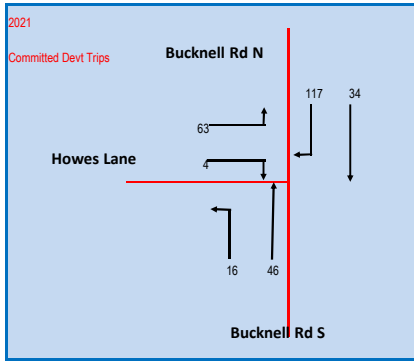 2021
Committed Devt Trips
Bucknell Rd N
117 34
63
Howes Lane
4
16 46
Bucknell Rd S